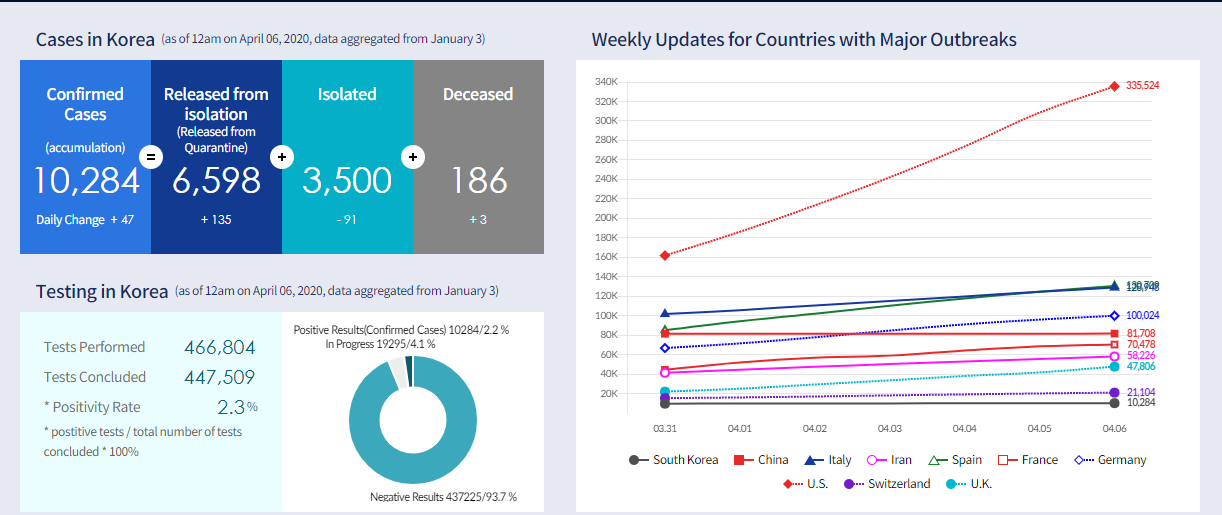 Cases in Korea (as of 12am on April 06, 2020, data aggregated from January 3)
Confirmed
Cases
(accumulation)
10,284
Daily Change + 47
=
Released from
isolation
(Released from
Quarantine)
6,598
+ 135
+
Isolated
3,500
- 91
+
Deceased
186
+ 3
Testing in Korea (as of 12am on April 06, 2020, data aggregated from January 3)
Tests Performed 466,804
Tests Concluded 447,509
* Positivity Rate 2.3%
* postitive tests / total number of tests
concluded * 100%
Positive Results(Confirmed Cases) 10284/2.2 %
In Progress 19295/4.1 %
Negative Results 437225/93.7 %
Weekly Updates for Countries with Major Outbreaks
340K
320K
300K
280K
260K
240K
220K
200K
180K
160K
140K
120K
100K
80K
60K
40K
20K
335,524
100,024
81,708
70,478
58,226
47,806
21,104
10,284
03.31 04.01 04.02 04.03 04.04 04.05 04.06
South Korea China Italy Iran Spain France Germany
U.S. Switzerland U.K.